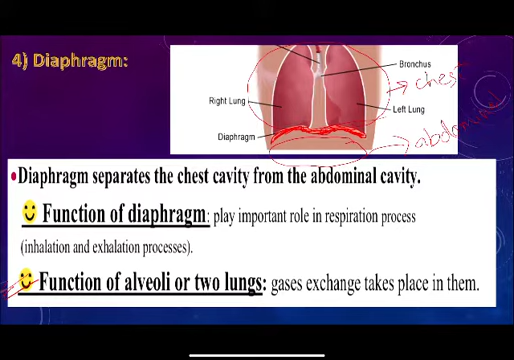 4) Diaphragm:
Bronchus
chest
Right Lung
Left Lung
Diaphragm
abdominal
•Diaphragm separates the chest cavity from the abdominal cavity.
Function of diaphragm: play important role in respiration process
(inhalation and exhalation processes).
Function of alveoli or two lungs: gases exchange takes place in them.